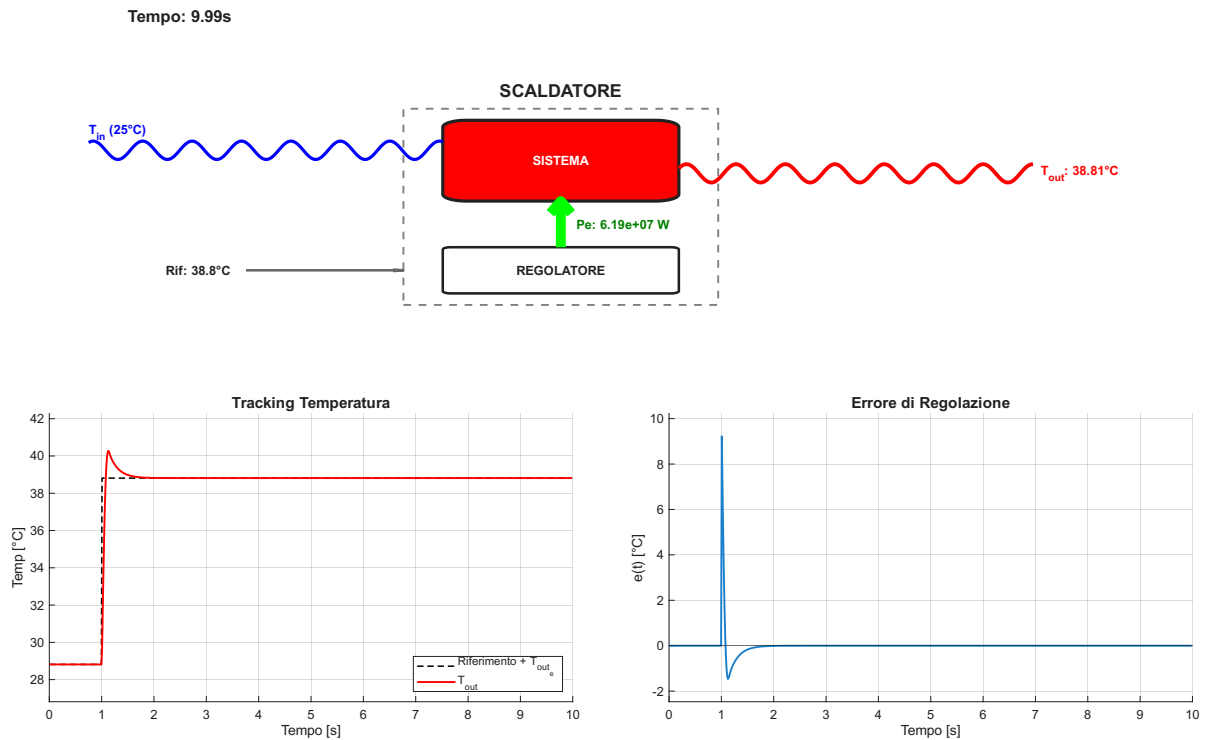 Tempo: 9.99s
SCALDATORE
T_in (25°C)
SISTEMA
T_out: 38.81°C
Pe: 6.19e+07 W
Rif: 38.8°C
REGOLATORE
Tracking Temperatura
Temp [°C]
42
40
38
36
34
32
30
28
0 1 2 3 4 5 6 7 8 9 10
Tempo [s]
Riferimento + T_out_e
T_out
Errore di Regolazione
e(t) [°C]
10
8
6
4
2
0
-2
0 1 2 3 4 5 6 7 8 9 10
Tempo [s]